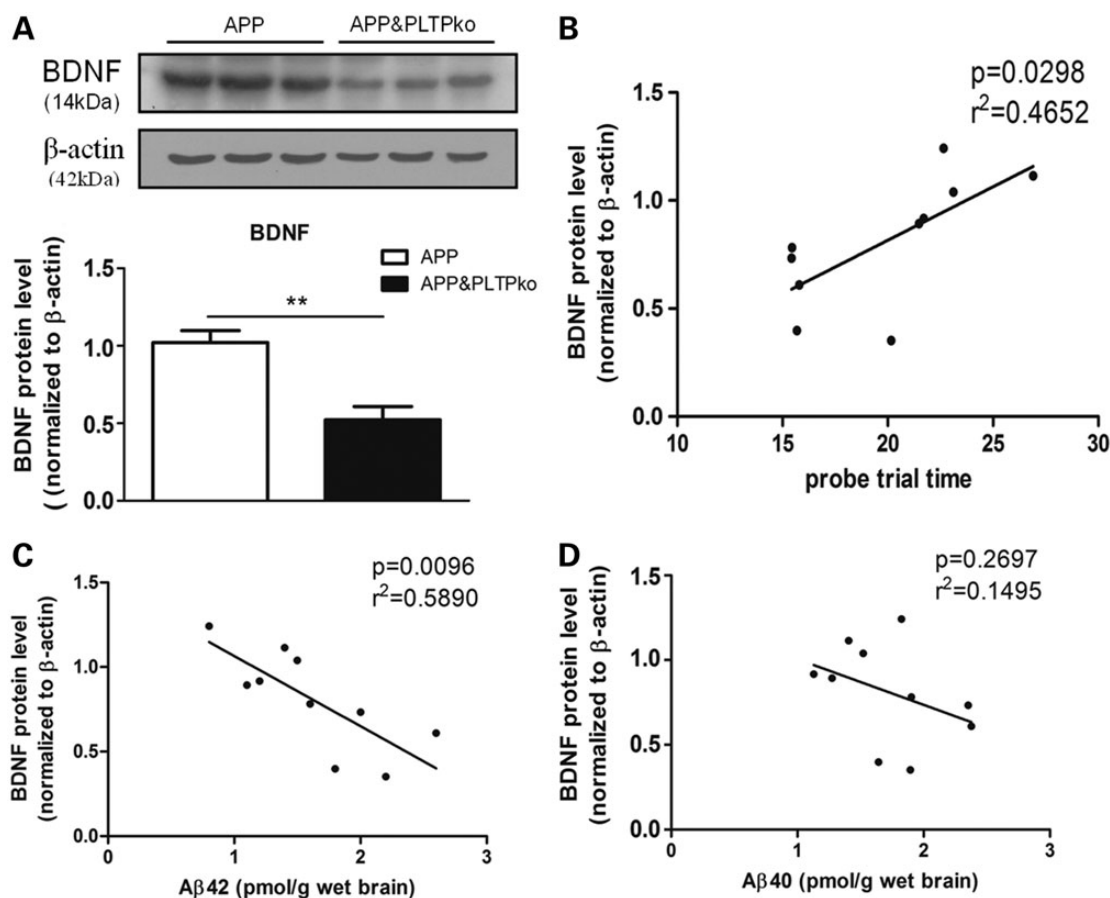 A
APP
APP&PLTPko
BDNF
(14kDa)
β-actin
(42kDa)
BDNF
APP
APP&PLTPko
BDNF protein level
( (normalized to β-actin)
1.5
1.0
0.5
0.0
**
B
p=0.0298
r²=0.4652
BDNF protein level
(normalized to β-actin)
1.5
1.0
0.5
0.0
10
15
20
25
30
probe trial time
C
p=0.0096
r²=0.5890
BDNF protein level
(normalized to β-actin)
1.5
1.0
0.5
0.0
0
1
2
3
Aβ42 (pmol/g wet brain)
D
p=0.2697
r²=0.1495
BDNF protein level
(normalized to β-actin)
1.5
1.0
0.5
0.0
0
1
2
3
Aβ40 (pmol/g wet brain)